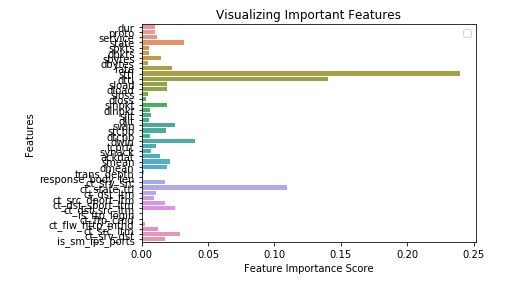 Visualizing Important Features
dur
proto
service
state
spkts
dpkts
sbytes
dbytes
rate
sttl
dttl
sload
dload
sloss
dloss
sinpkt
dinpkt
sjit
djit
swin
stcpb
dtcpb
dwin
tcprtt
synack
ackdat
smean
dmean
trans_depth
response_body_len
ct_srv_src
ct_state_ttl
ct_dst_ltm
ct_src_dport_ltm
ct_dst_sport_ltm
ct_dst_src_ltm
is_ftp_login
ct_ftp_cmd
ct_flw_http_mthd
ct_src_ltm
ct_srv_dst
is_sm_ips_ports
Features
0.00 0.05 0.10 0.15 0.20 0.25
Feature Importance Score